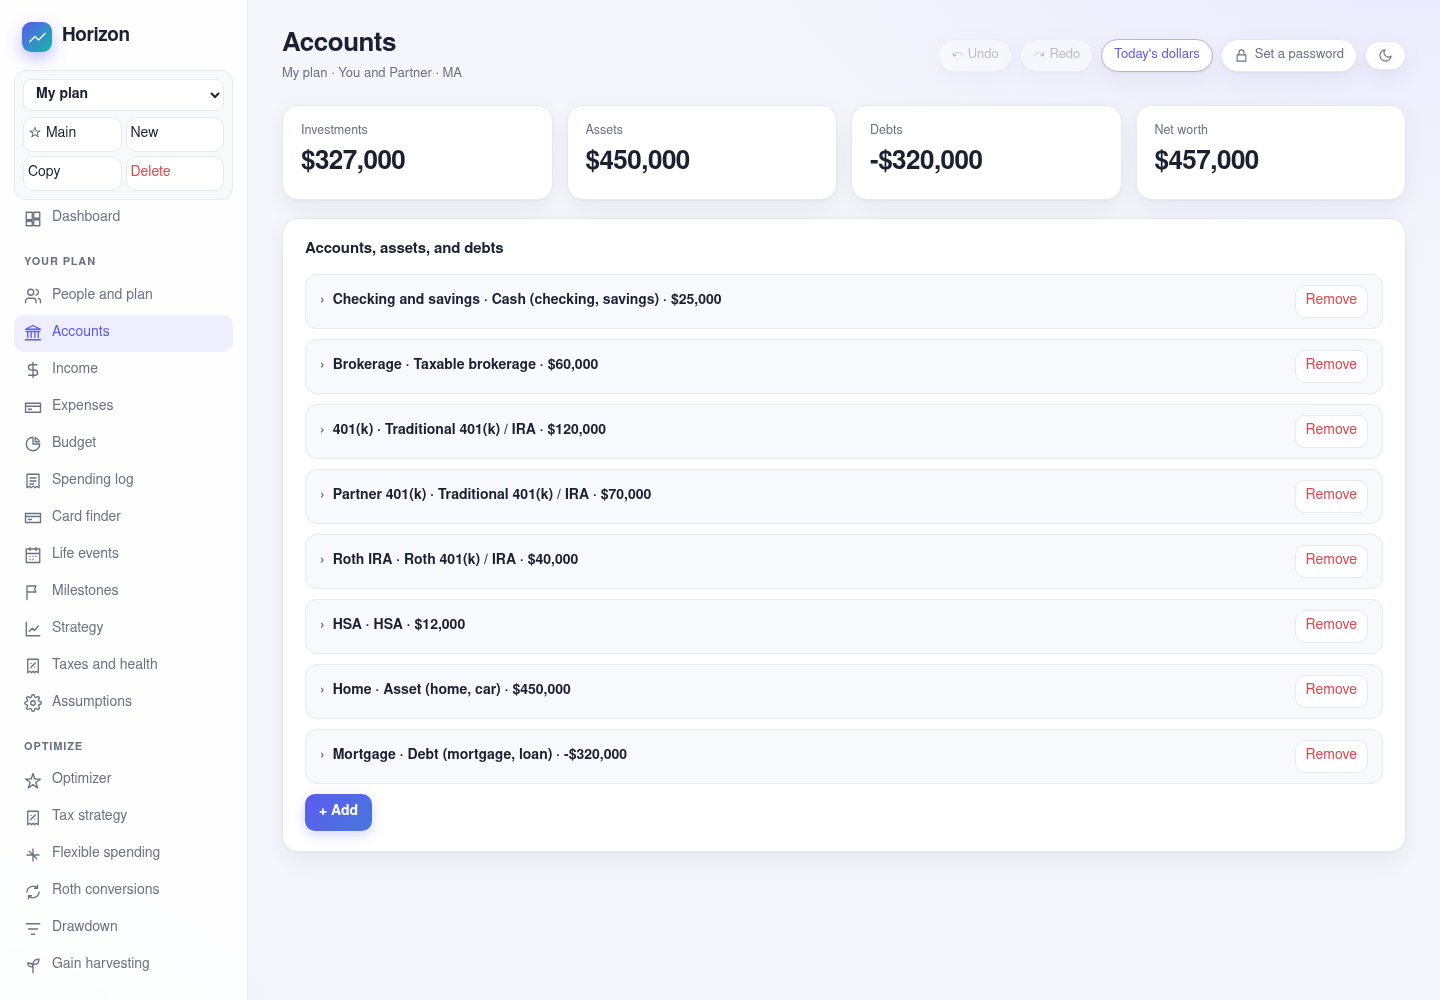 Horizon
My plan
☆ Main
New
Copy
Delete
Dashboard
YOUR PLAN
People and plan
Accounts
Income
Expenses
Budget
Spending log
Card finder
Life events
Milestones
Strategy
Taxes and health
Assumptions
OPTIMIZE
Optimizer
Tax strategy
Flexible spending
Roth conversions
Drawdown
Gain harvesting
Accounts
My plan · You and Partner · MA
Undo
Redo
Today's dollars
Set a password
Investments
$327,000
Assets
$450,000
Debts
-$320,000
Net worth
$457,000
Accounts, assets, and debts
› Checking and savings · Cash (checking, savings) · $25,000
Remove
› Brokerage · Taxable brokerage · $60,000
Remove
› 401(k) · Traditional 401(k) / IRA · $120,000
Remove
› Partner 401(k) · Traditional 401(k) / IRA · $70,000
Remove
› Roth IRA · Roth 401(k) / IRA · $40,000
Remove
› HSA · HSA · $12,000
Remove
› Home · Asset (home, car) · $450,000
Remove
› Mortgage · Debt (mortgage, loan) · -$320,000
Remove
+ Add